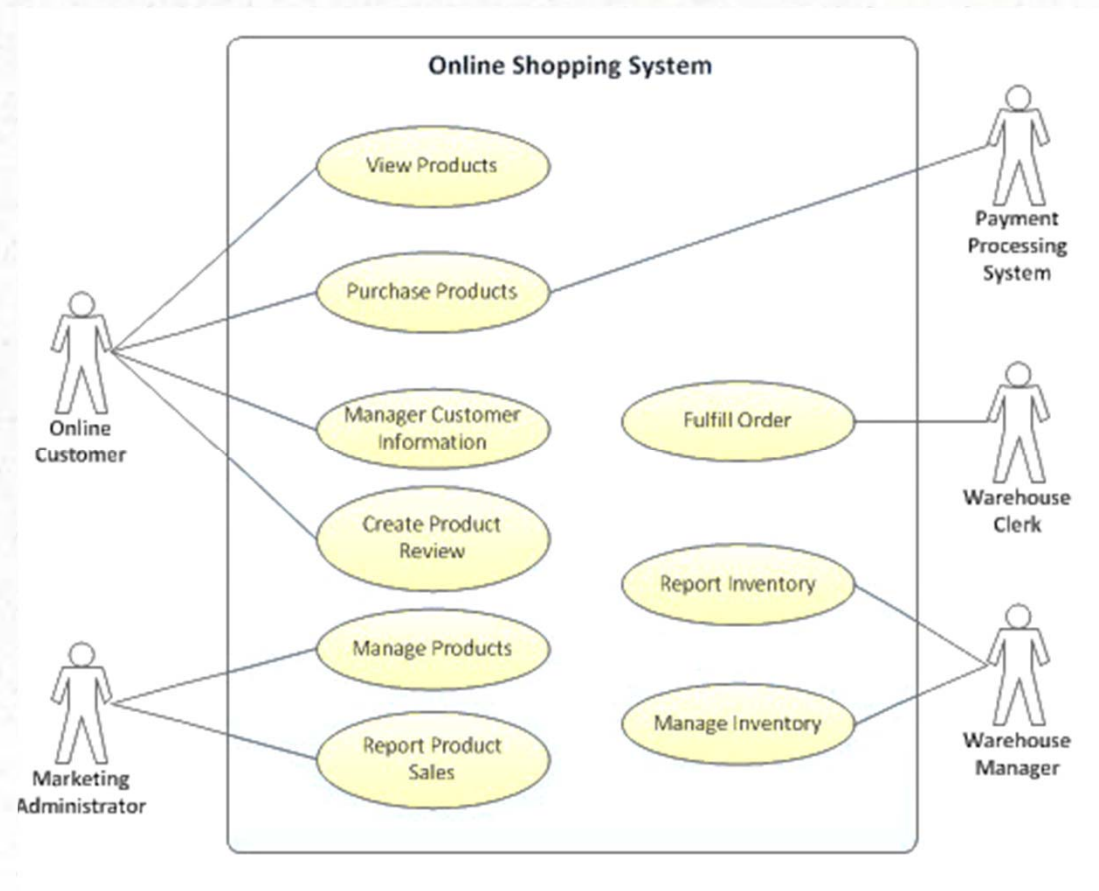 Online Shopping System
View Products
Purchase Products
Manager Customer
Information
Create Product
Review
Manage Products
Report Product
Sales
Fulfill Order
Report Inventory
Manage Inventory
Online
Customer
Marketing
Administrator
Payment
Processing
System
Warehouse
Clerk
Warehouse
Manager